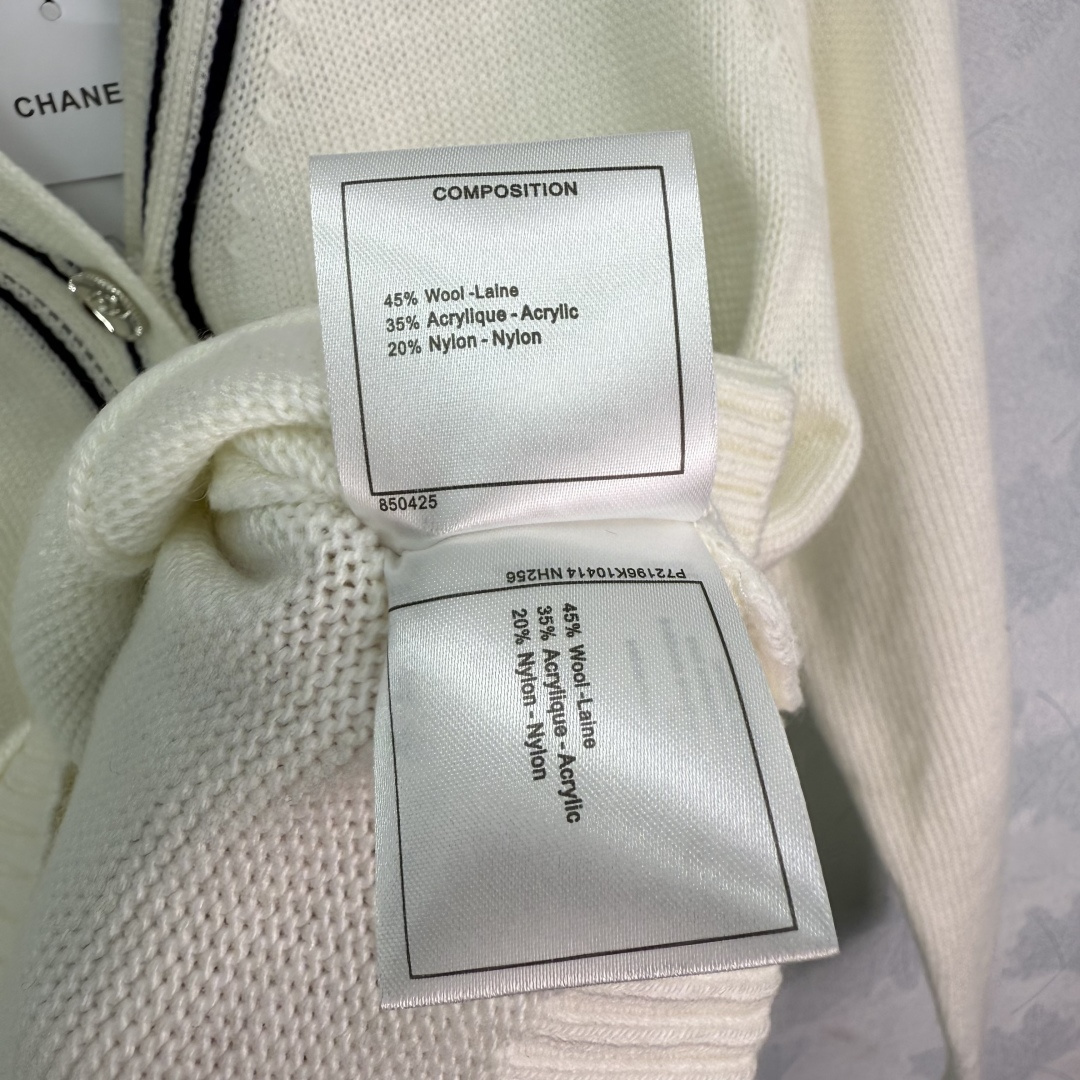 CHANE
COMPOSITION
45% Wool -Laine
35% Acrylique - Acrylic
20% Nylon - Nylon
850425
P72196K10414 NH256
45% Wool -Laine
35% Acrylique - Acrylic
20% Nylon - Nylon